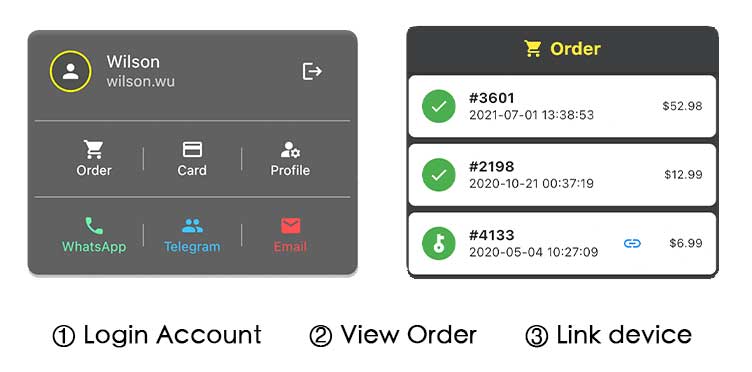 Wilson
wilson.wu
Order Card Profile
WhatsApp Telegram Email
Order
#3601
2021-07-01 13:38:53 $52.98
#2198
2020-10-21 00:37:19 $12.99
#4133
2020-05-04 10:27:09 $6.99
① Login Account ② View Order ③ Link device